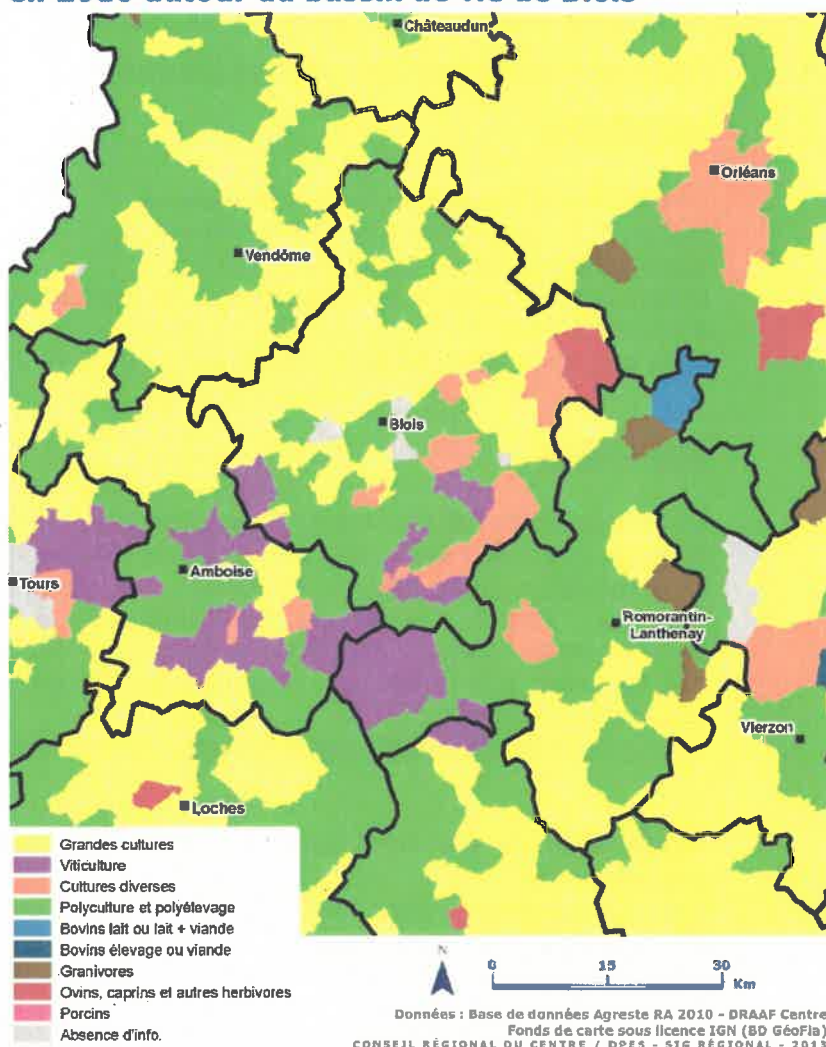 Châteaudun
Orléans
Vendôme
Blois
Tours
Amboise
Romorantin-
Lanthenay
Vierzon
Loches
Grandes cultures
Viticulture
Cultures diverses
Polyculture et polyélevage
Bovins lait ou lait + viande
Bovins élevage ou viande
Granivores
Ovins, caprins et autres herbivores
Porcins
Absence d'info.
N
0 15 30
Km
Données : Base de données Agreste RA 2010 - DRAAF Centre
Fonds de carte sous licence IGN (BD GéoFla)
CONSEIL RÉGIONAL DU CENTRE / DPES - SIG RÉGIONAL - 2013